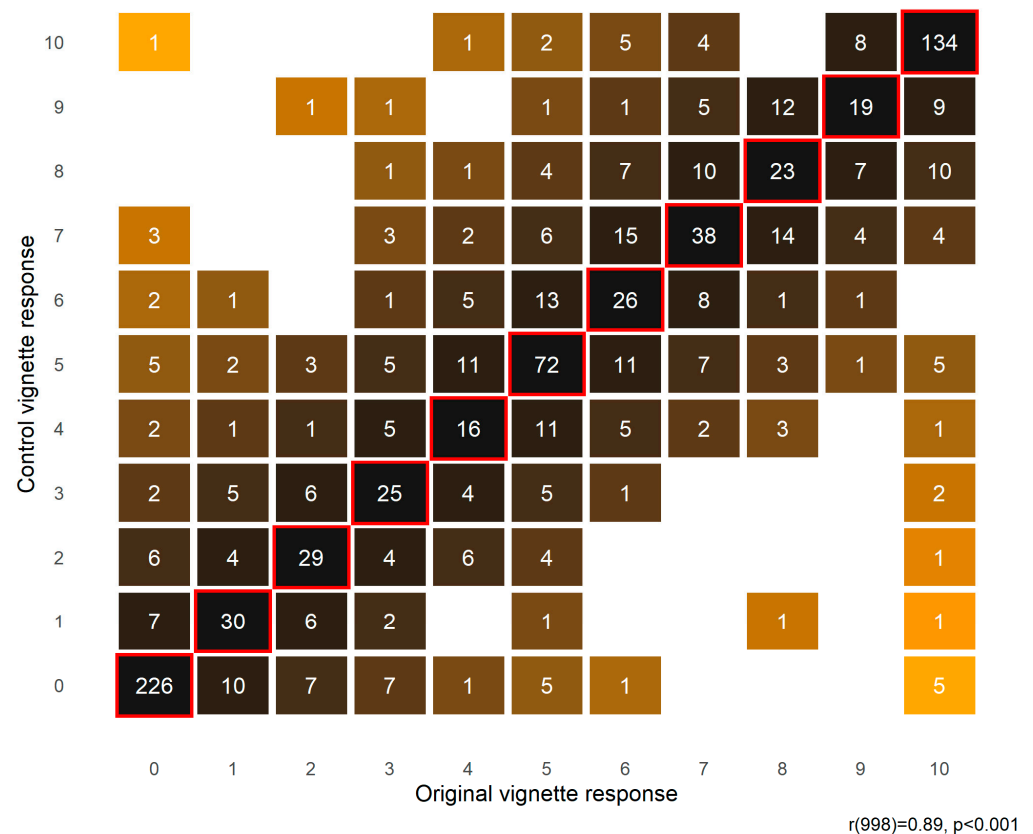 10 1 1 2 5 4 8 134
9 1 1 1 1 5 12 19 9
8 1 1 4 7 10 23 7 10
7 3 3 2 6 15 38 14 4 4
6 2 1 1 5 13 26 8 1 1
5 5 2 3 5 11 72 11 7 3 1 5
4 2 1 1 5 16 11 5 2 3 1
3 2 5 6 25 4 5 1 2
2 6 4 29 4 6 4 1
1 7 30 6 2 1 1 1
0 226 10 7 7 1 5 1 5
Control vignette response
0 1 2 3 4 5 6 7 8 9 10
Original vignette response
r(998)=0.89, p<0.001